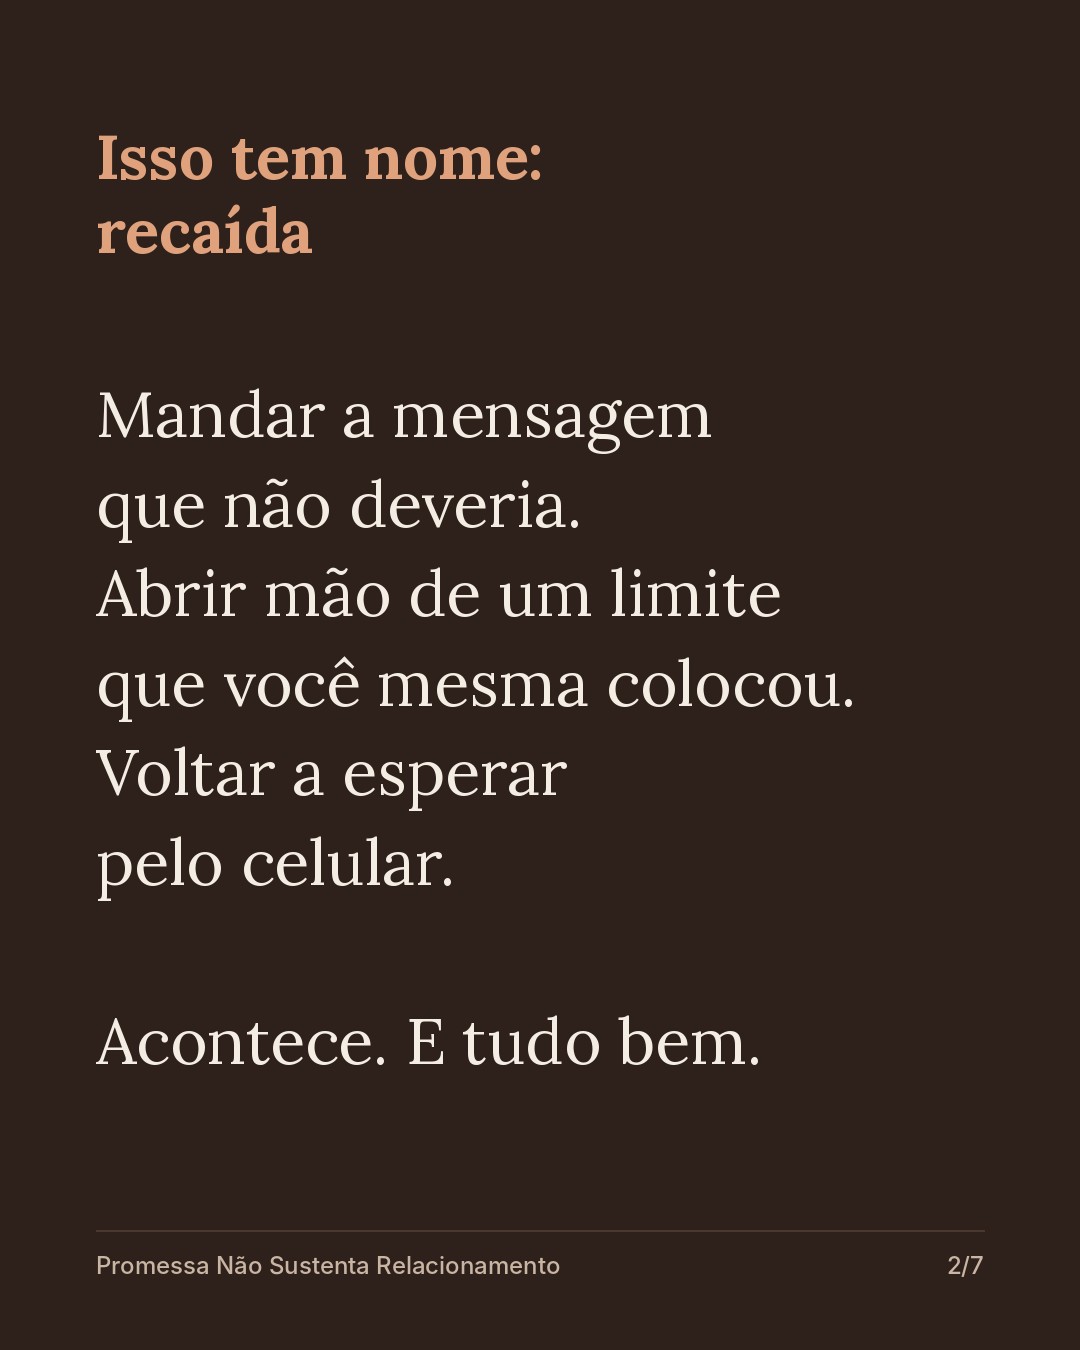 Isso tem nome:
recaída
Mandar a mensagem
que não deveria.
Abrir mão de um limite
que você mesma colocou.
Voltar a esperar
pelo celular.
Acontece. E tudo bem.
Promessa Não Sustenta Relacionamento
2/7